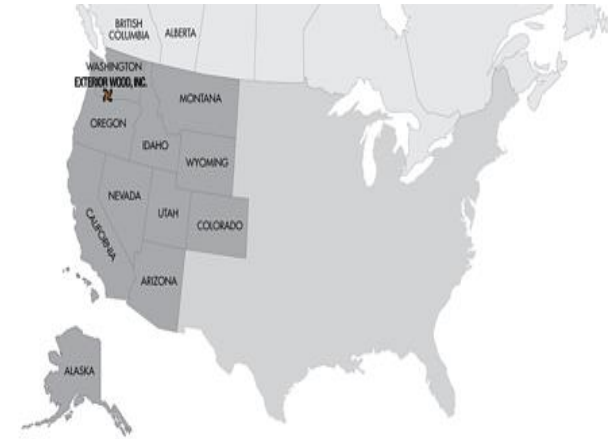 BRITISH
COLUMBIA
ALBERTA
WASHINGTON
EXTERIOR WOOD, INC.
MONTANA
OREGON
IDAHO
WYOMING
NEVADA
UTAH
COLORADO
CALIFORNIA
ARIZONA
ALASKA